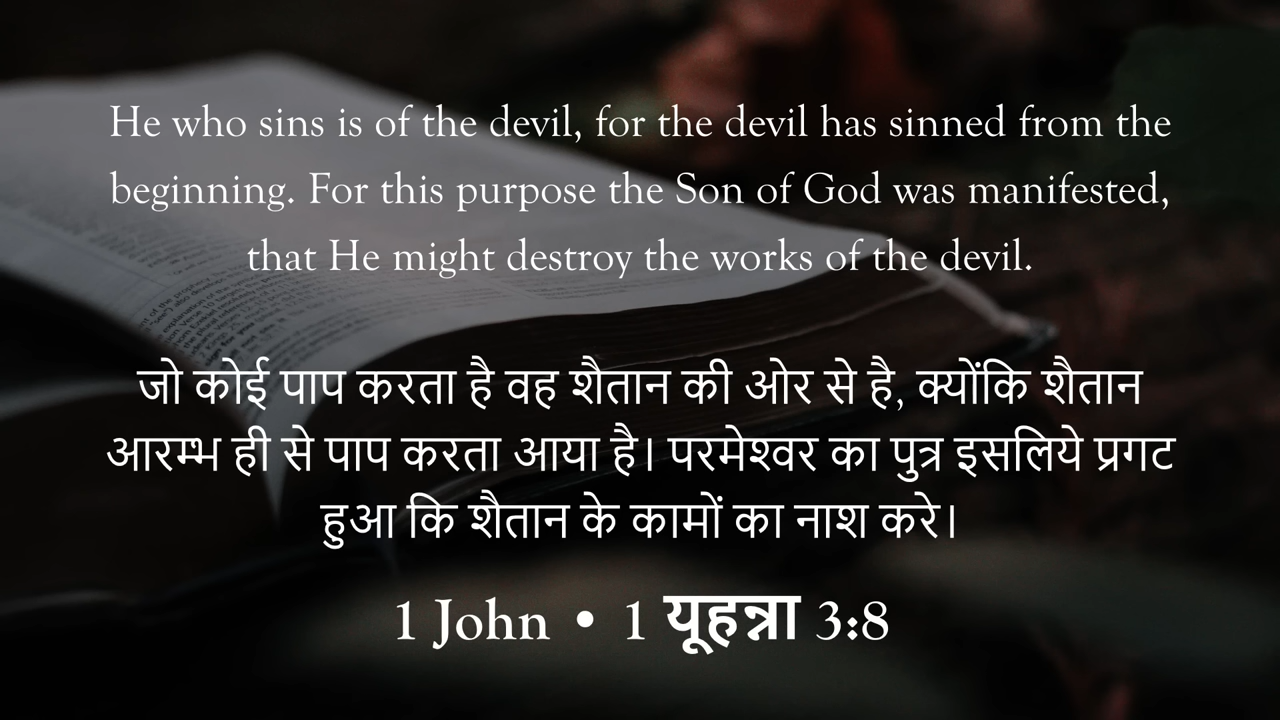 He who sins is of the devil, for the devil has sinned from the
beginning. For this purpose the Son of God was manifested,
that He might destroy the works of the devil.
जो कोई पाप करता है वह शैतान की ओर से है, क्योंकि शैतान
आरम्भ ही से पाप करता आया है। परमेश्वर का पुत्र इसलिये प्रगट
हुआ कि शैतान के कामों का नाश करे।
1 John • 1 यूहन्ना 3:8